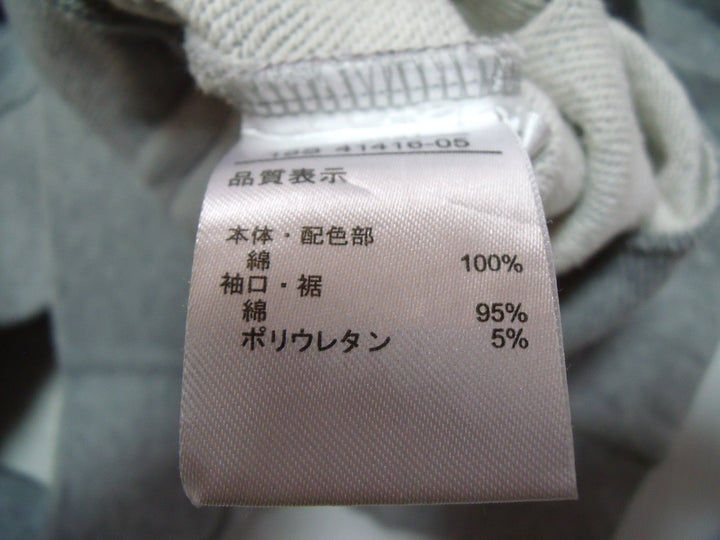 41416-05
品質表示
本体・配色部
綿 100%
袖口・裾
綿 95%
ポリウレタン 5%